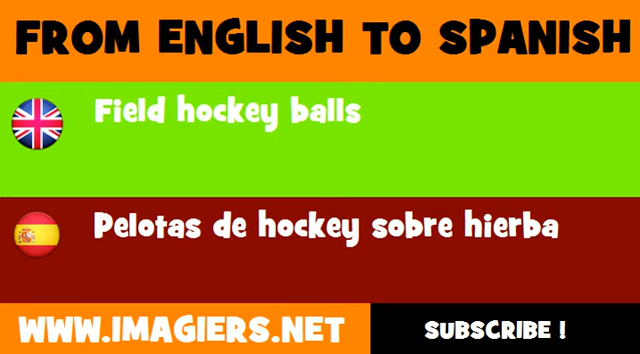 FROM ENGLISH TO SPANISH
Field hockey balls
Pelotas de hockey sobre hierba
WWW.IMAGIERS.NET
SUBSCRIBE !